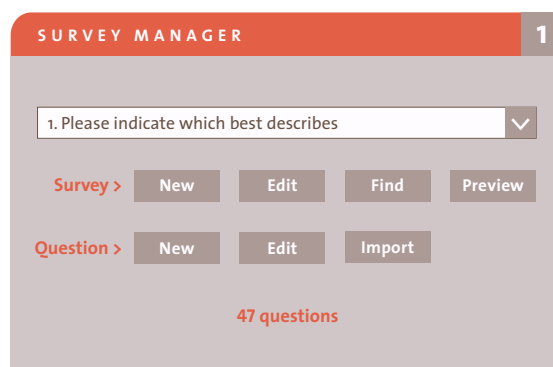 SURVEY MANAGER 1
1. Please indicate which best describes
Survey > New Edit Find Preview
Question > New Edit Import
47 questions